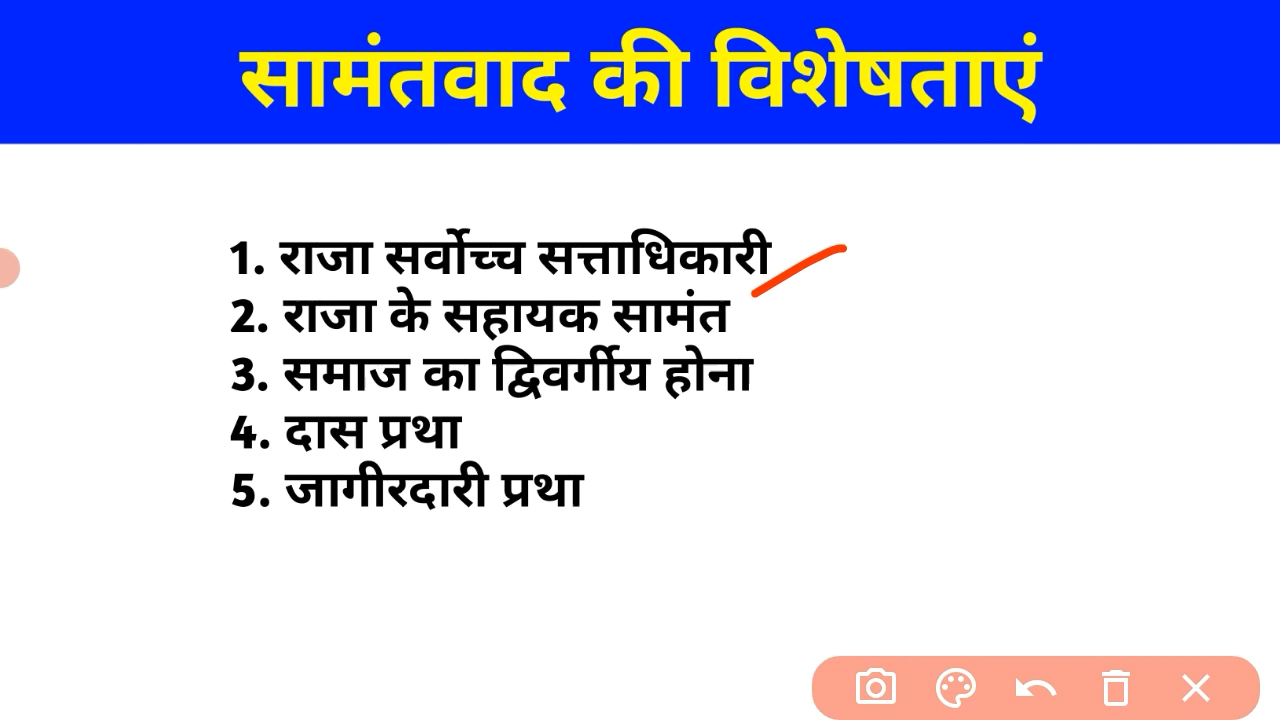 सामंतवाद की विशेषताएं
1. राजा सर्वोच्च सत्ताधिकारी
2. राजा के सहायक सामंत
3. समाज का द्विवर्गीय होना
4. दास प्रथा
5. जागीरदारी प्रथा